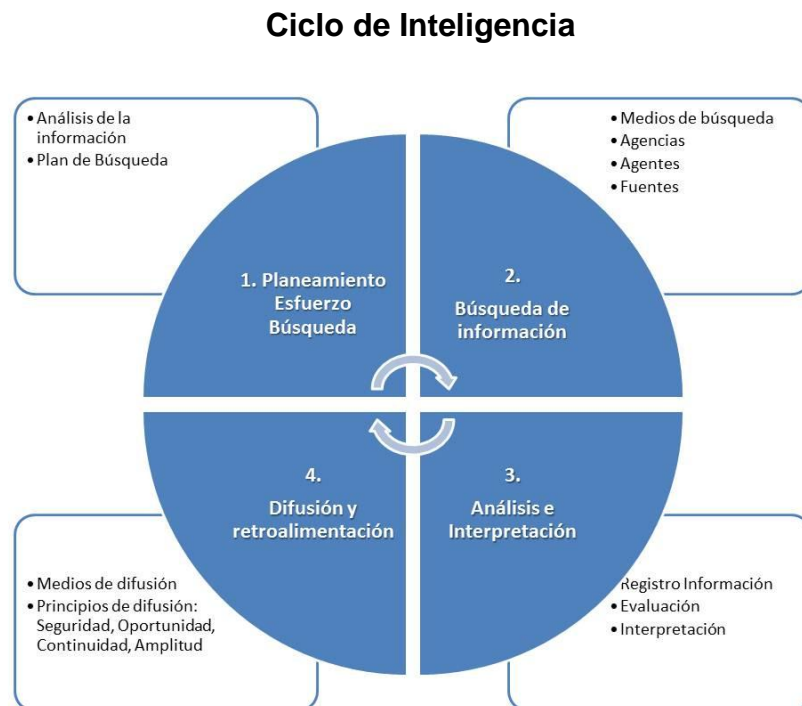 Ciclo de Inteligencia
• Análisis de la
información
• Plan de Búsqueda
• Medios de búsqueda
• Agencias
• Agentes
• Fuentes
1. Planeamiento
Esfuerzo
Búsqueda
2.
Búsqueda de
información
4.
Difusión y
retroalimentación
3.
Análisis e
Interpretación
• Medios de difusión
• Principios de difusión:
Seguridad, Oportunidad,
Continuidad, Amplitud
• Registro Información
• Evaluación
• Interpretación